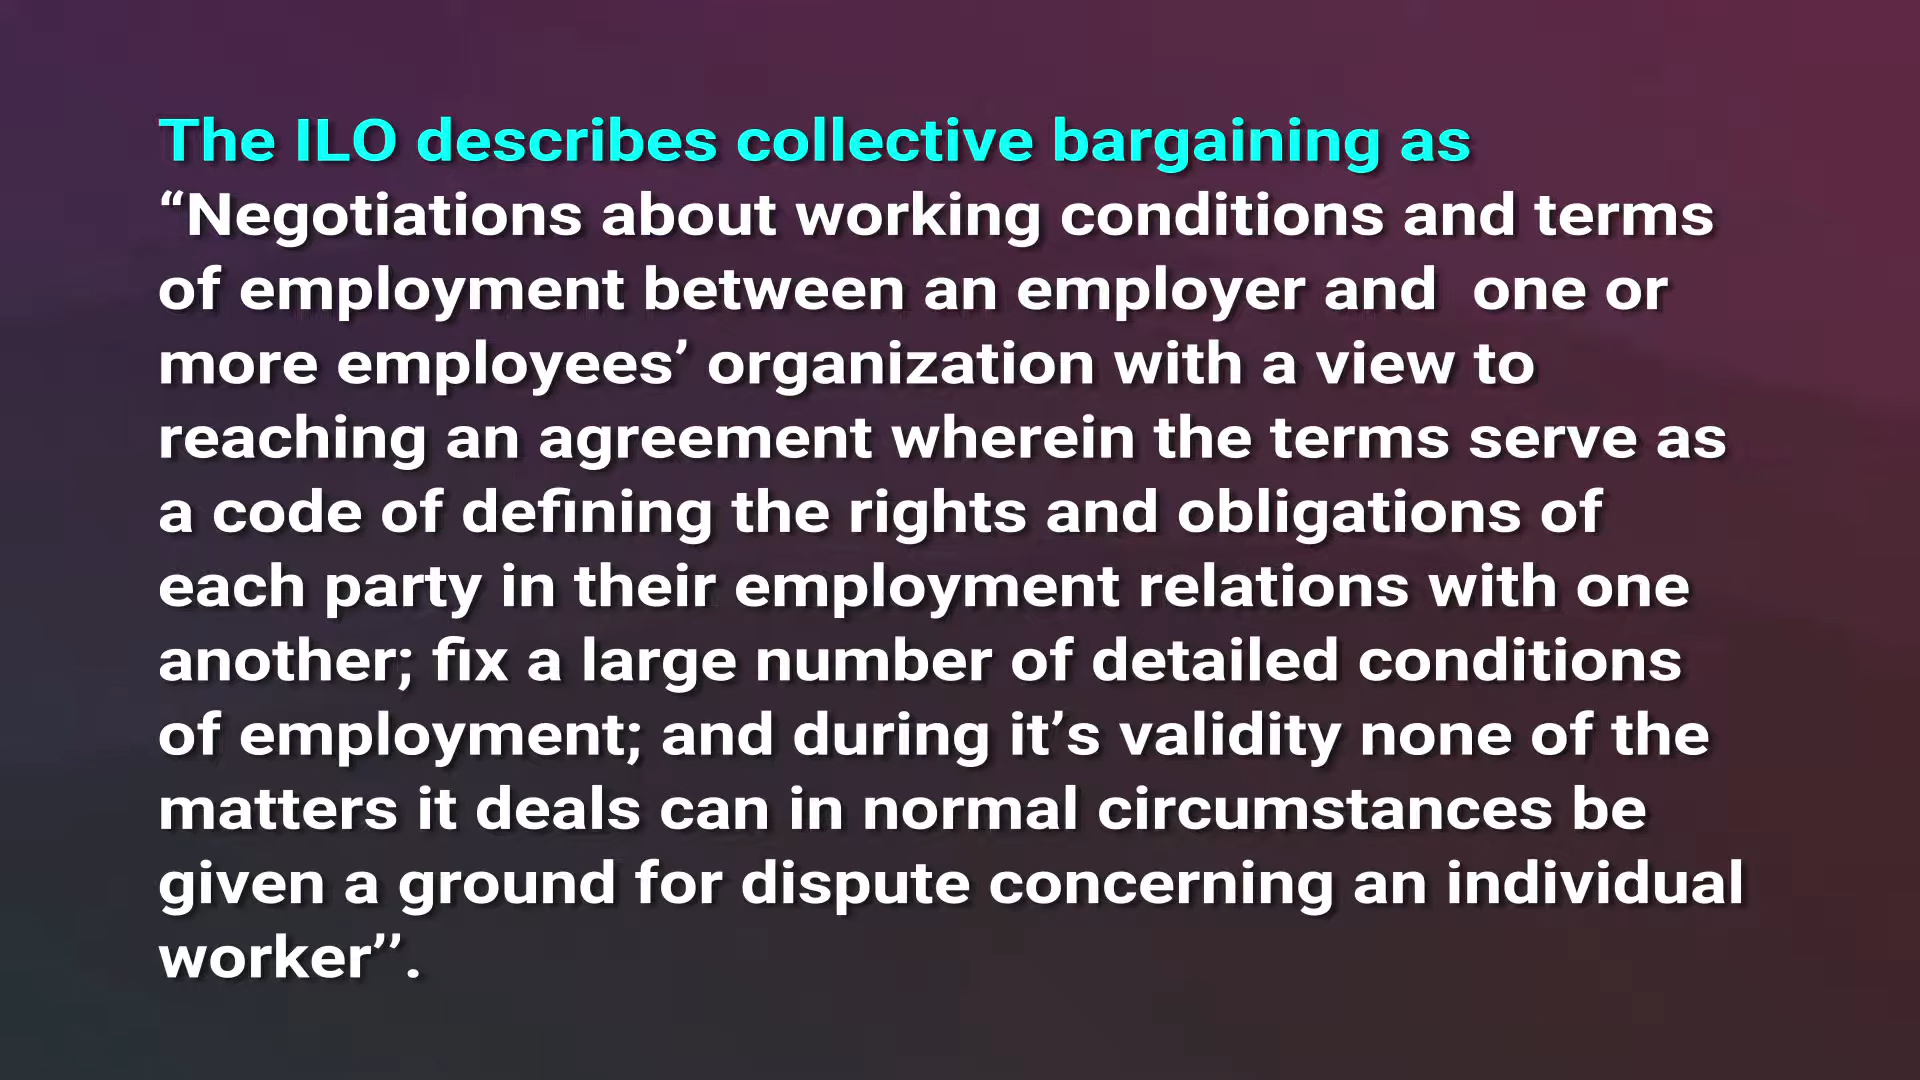 The ILO describes collective bargaining as
“Negotiations about working conditions and terms
of employment between an employer and  one or
more employees’ organization with a view to
reaching an agreement wherein the terms serve as
a code of defining the rights and obligations of
each party in their employment relations with one
another; fix a large number of detailed conditions
of employment; and during it’s validity none of the
matters it deals can in normal circumstances be
given a ground for dispute concerning an individual
worker’’.